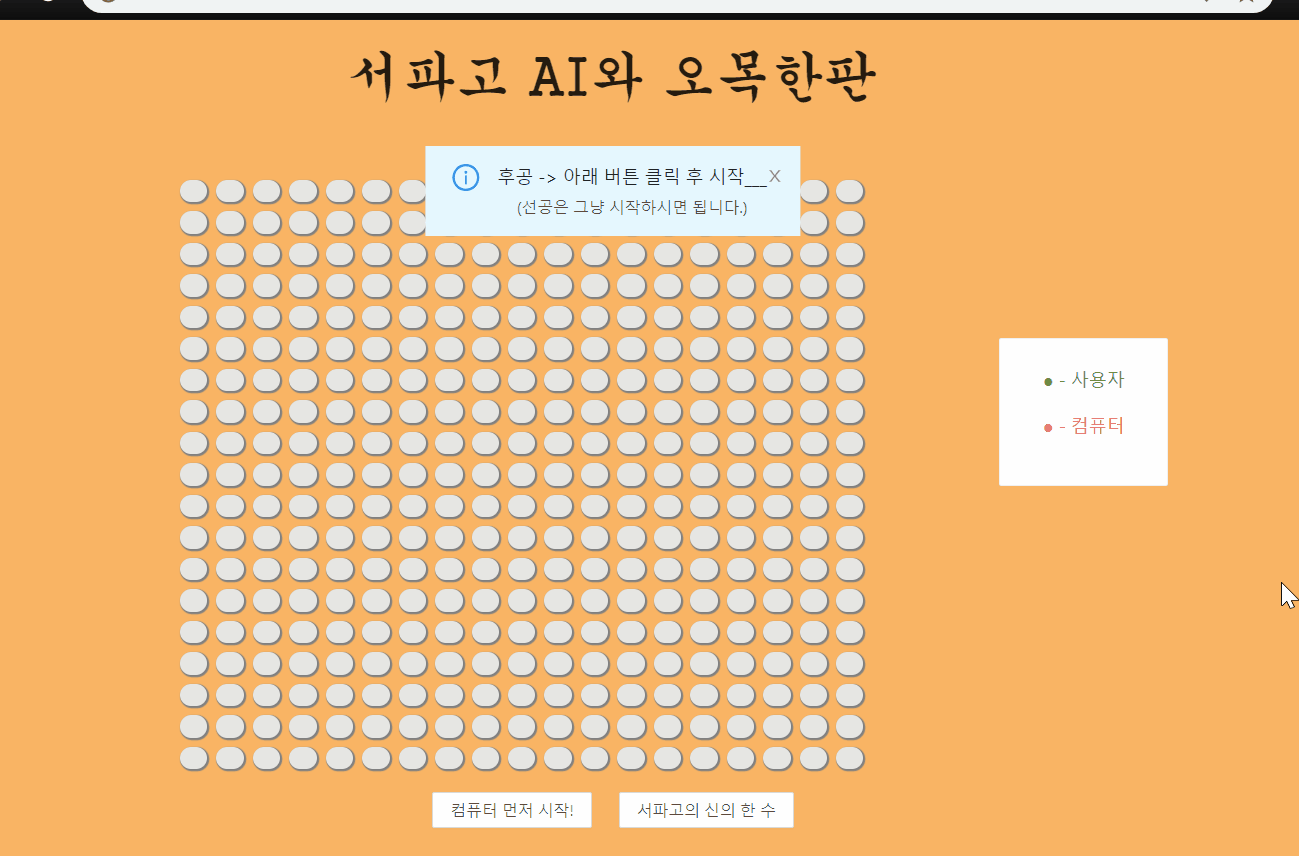 서파고 AI와 오목한판
후공 -> 아래 버튼 클릭 후 시작___X
(선공은 그냥 시작하시면 됩니다.)
● - 사용자
● - 컴퓨터
컴퓨터 먼저 시작!
서파고의 신의 한 수